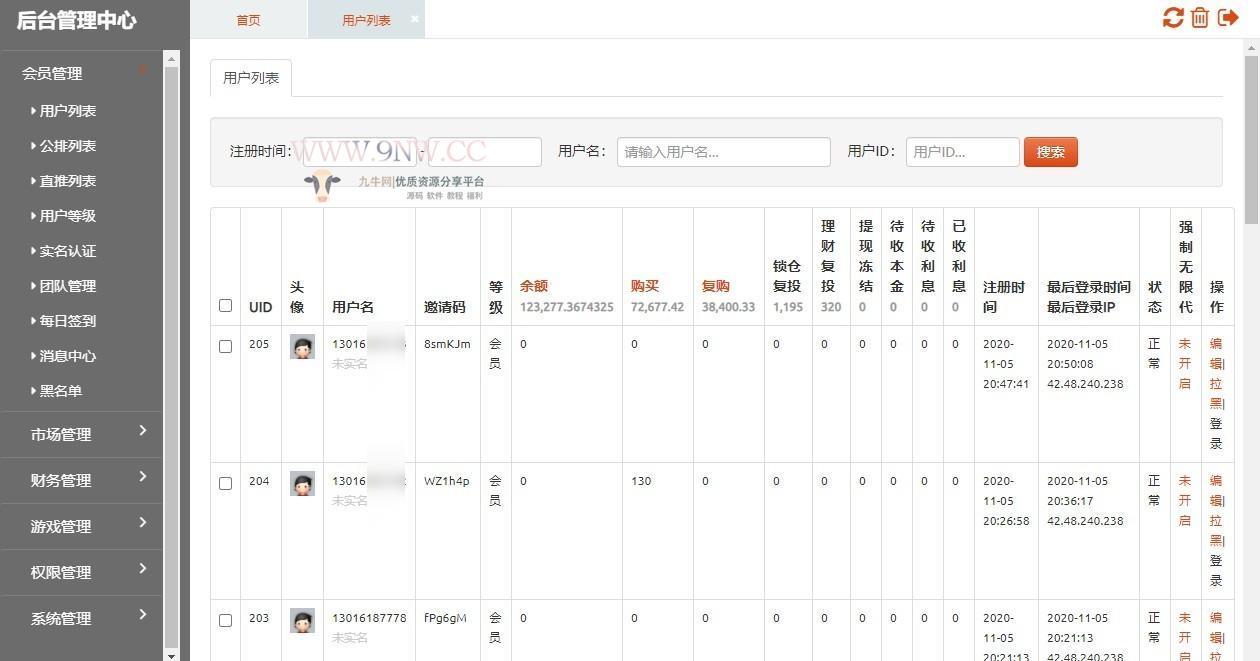 后台管理中心
首页
用户列表
会员管理
用户列表
公排列表
直推列表
用户等级
实名认证
团队管理
每日签到
消息中心
黑名单
市场管理
财务管理
游戏管理
权限管理
系统管理
用户列表
注册时间:
-
用户名:
请输入用户名...
用户ID:
用户ID...
搜索
WWW.9NW.CC
九牛网|优质资源分享平台
源码 软件 教程 福利
UID
头像
用户名
邀请码
等级
余额
123,277.3674325
购买
72,677.42
复购
38,400.33
锁仓复投
1,195
理财复投
320
提现冻结
0
待收本金
0
待收利息
0
已收利息
0
注册时间
最后登录时间
最后登录IP
状态
强制无限代
操作
205
13016
未实名
8smKJm
会员
0
0
0
0
0
0
0
0
0
2020-
11-05
20:47:41
2020-11-05
20:50:08
42.48.240.238
正常
未开启
编辑|
拉黑|
登录
204
13016
未实名
WZ1h4p
会员
0
130
0
0
0
0
0
0
0
2020-
11-05
20:26:58
2020-11-05
20:36:17
42.48.240.238
正常
未开启
编辑|
拉黑|
登录
203
13016187778
未实名
fPg6gM
会员
0
0
0
0
0
0
0
0
0
2020-
11-05
20:21:13
2020-11-05
20:21:13
42.48.240.238
正常
未开启
编辑|
拉